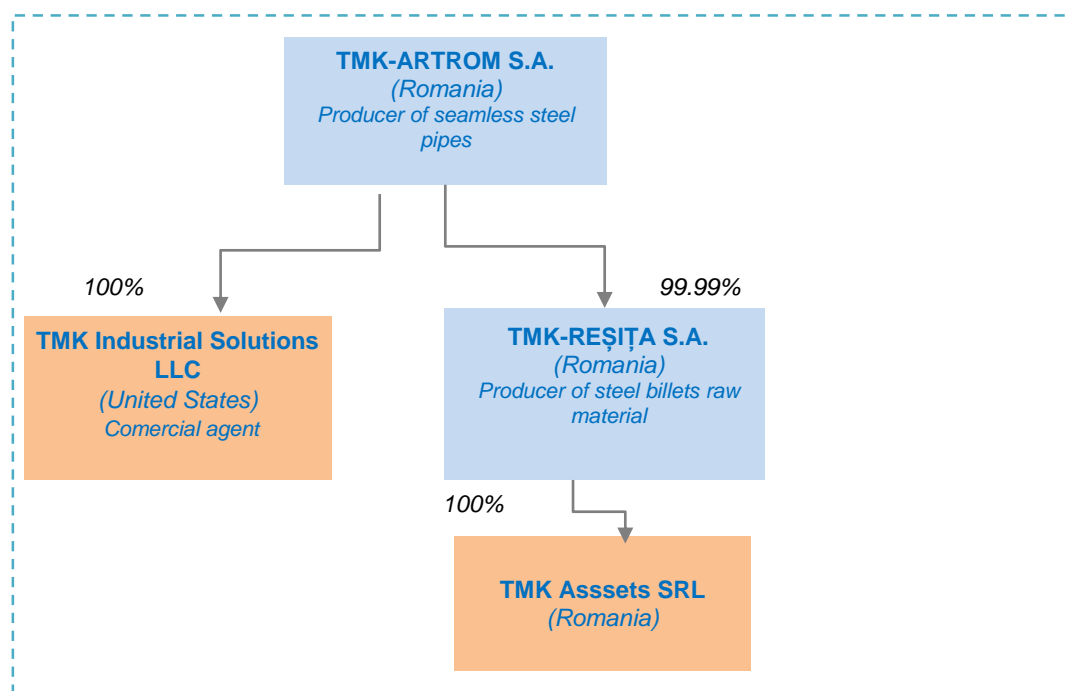 TMK-ARTROM S.A.
(Romania)
Producer of seamless steel
pipes
100%
99.99%
TMK Industrial Solutions
LLC
(United States)
Comercial agent
TMK-REȘIȚA S.A.
(Romania)
Producer of steel billets raw
material
100%
TMK Asssets SRL
(Romania)